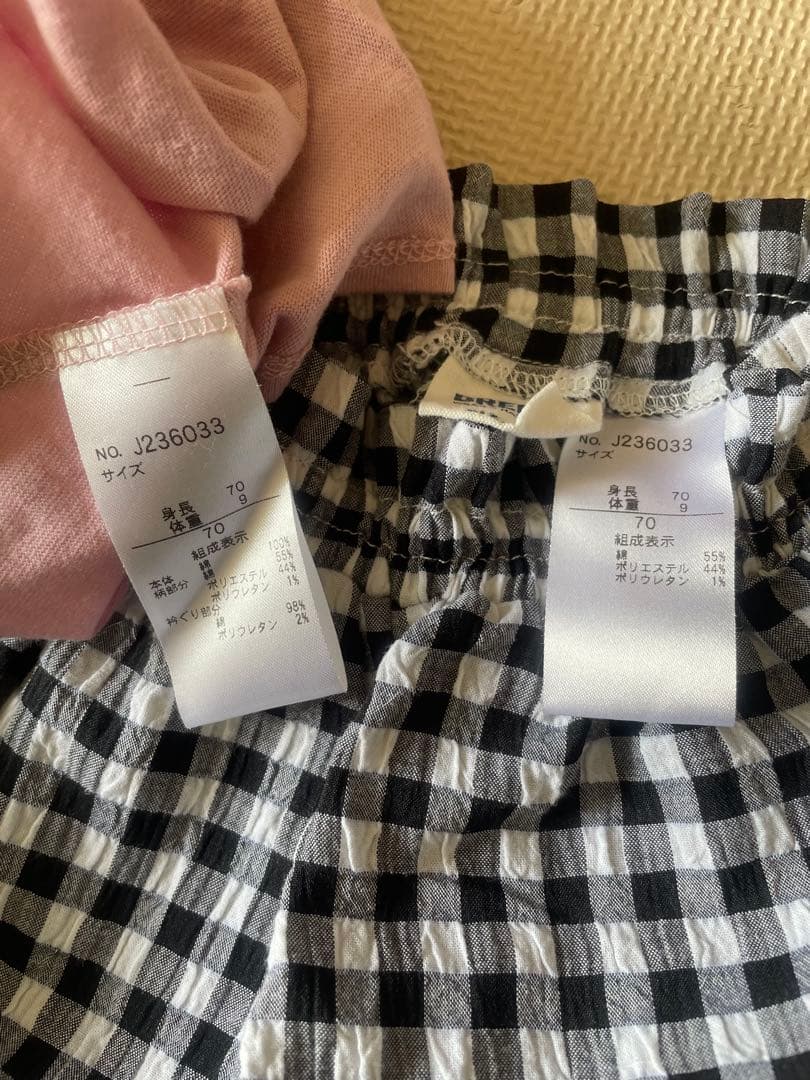 No. J236033
サイズ
身長 70
体重 9
70
組成表示
本体 綿 100%
柄部分 綿 55%
ポリエステル 44%
ポリウレタン 1%
衿ぐり部分
綿 98%
ポリウレタン 2%
No. J236033
サイズ
身長 70
体重 9
70
組成表示
綿 55%
ポリエステル 44%
ポリウレタン 1%